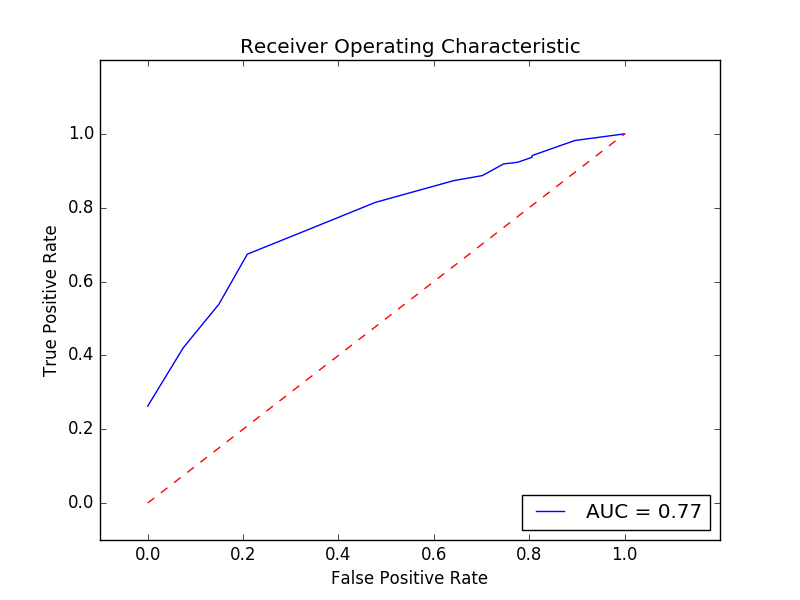 Receiver Operating Characteristic
True Positive Rate
1.0
0.8
0.6
0.4
0.2
0.0
AUC = 0.77
0.0 0.2 0.4 0.6 0.8 1.0
False Positive Rate